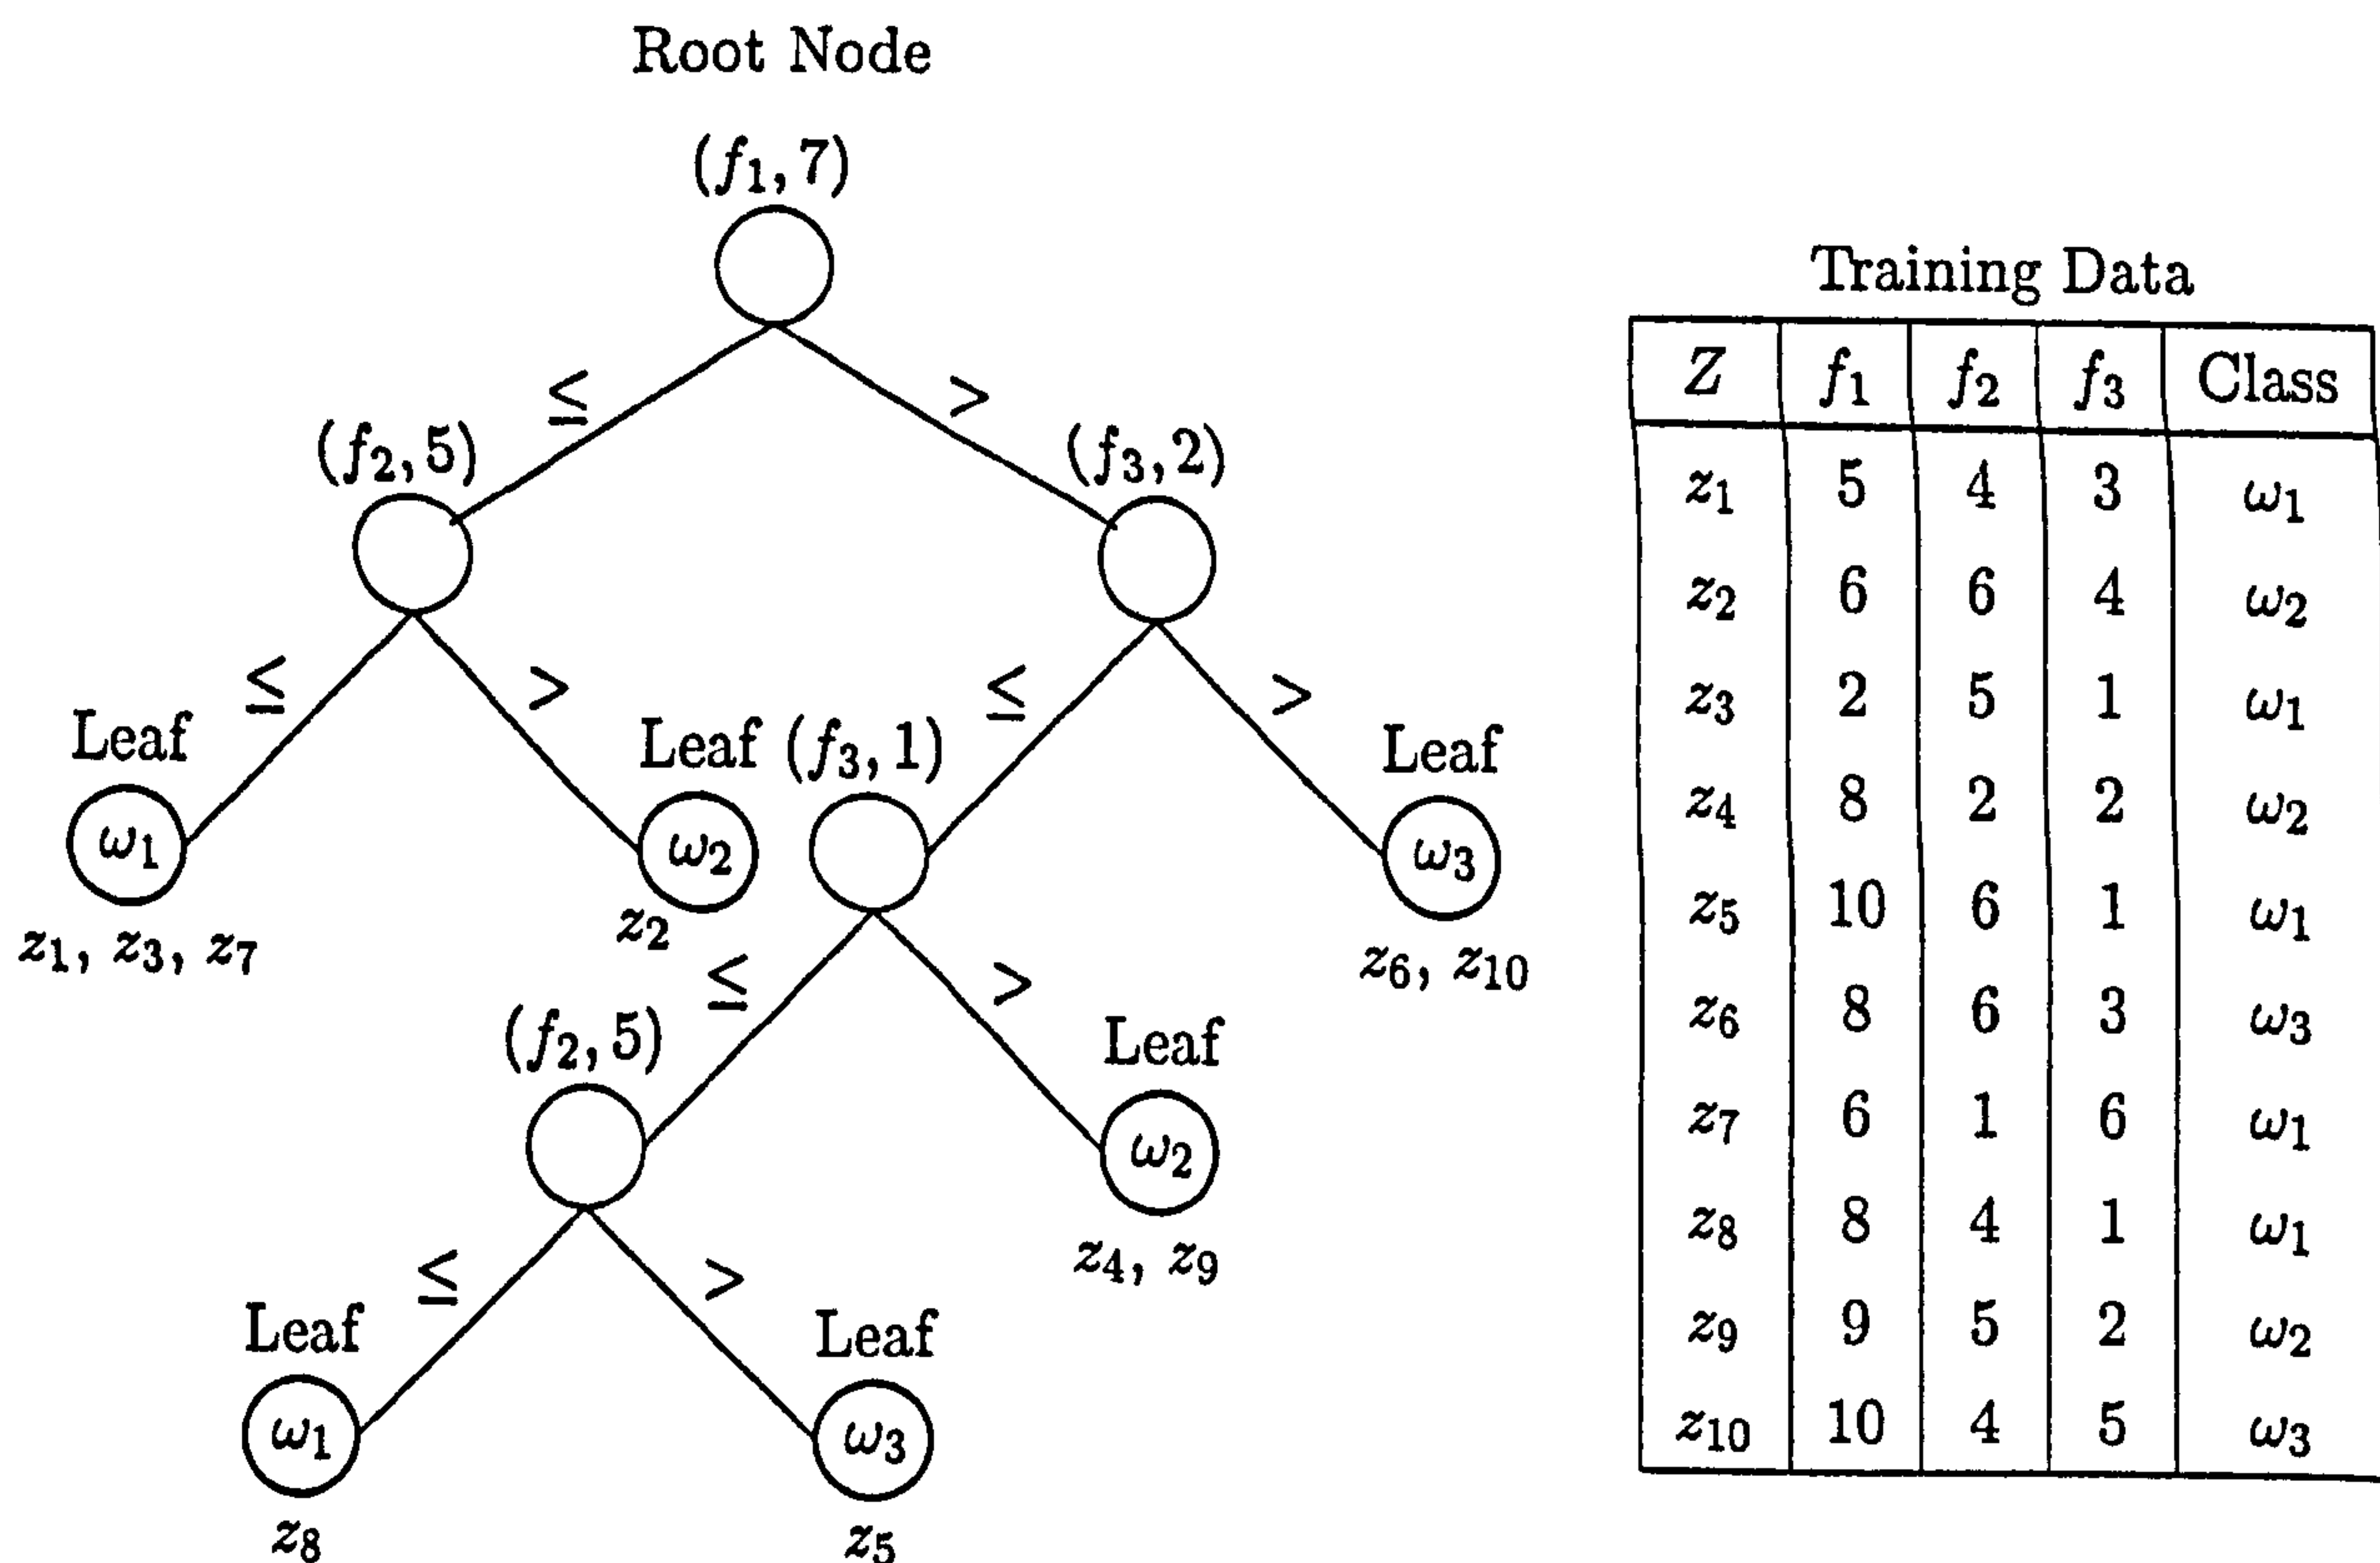 Root Node
(f₁, 7)
≤ >
(f₂, 5) (f₃, 2)
≤ > ≤ >
Leaf Leaf (f₃, 1) Leaf
ω₁ ω₂ ω₃
z₁, z₃, z₇ z₂ z₆, z₁₀
≤ >
(f₂, 5) Leaf
ω₂
z₄, z₉
≤ >
Leaf Leaf
ω₁ ω₃
z₈ z₅
Training Data
Z f₁ f₂ f₃ Class
z₁ 5 4 3 ω₁
z₂ 6 6 4 ω₂
z₃ 2 5 1 ω₁
z₄ 8 2 2 ω₂
z₅ 10 6 1 ω₁
z₆ 8 6 3 ω₃
z₇ 6 1 6 ω₁
z₈ 8 4 1 ω₁
z₉ 9 5 2 ω₂
z₁₀ 10 4 5 ω₃